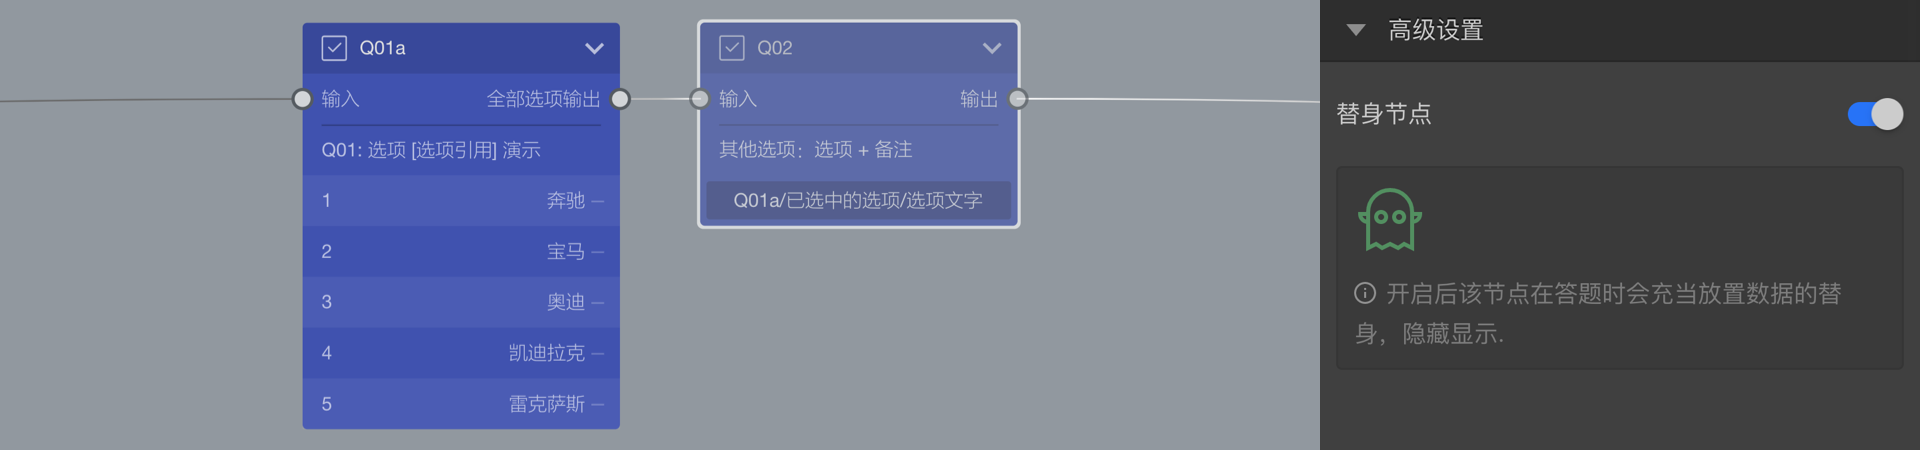 Q01a
输入
全部选项输出
Q01: 选项 [选项引用] 演示
1
奔驰
2
宝马
3
奥迪
4
凯迪拉克
5
雷克萨斯
Q02
输入
输出
其他选项：选项 + 备注
Q01a/已选中的选项/选项文字
高级设置
替身节点
开启后该节点在答题时会充当放置数据的替
身，隐藏显示.